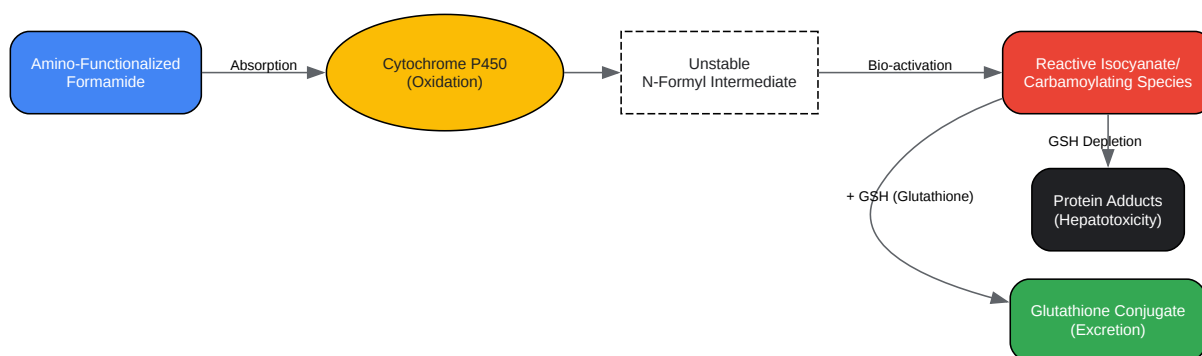 Amino-Functionalized
Formamide
Absorption
Cytochrome P450
(Oxidation)
Unstable
N-Formyl Intermediate
Bio-activation
Reactive Isocyanate/
Carbamoylating Species
GSH Depletion
Protein Adducts
(Hepatotoxicity)
+ GSH (Glutathione)
Glutathione Conjugate
(Excretion)